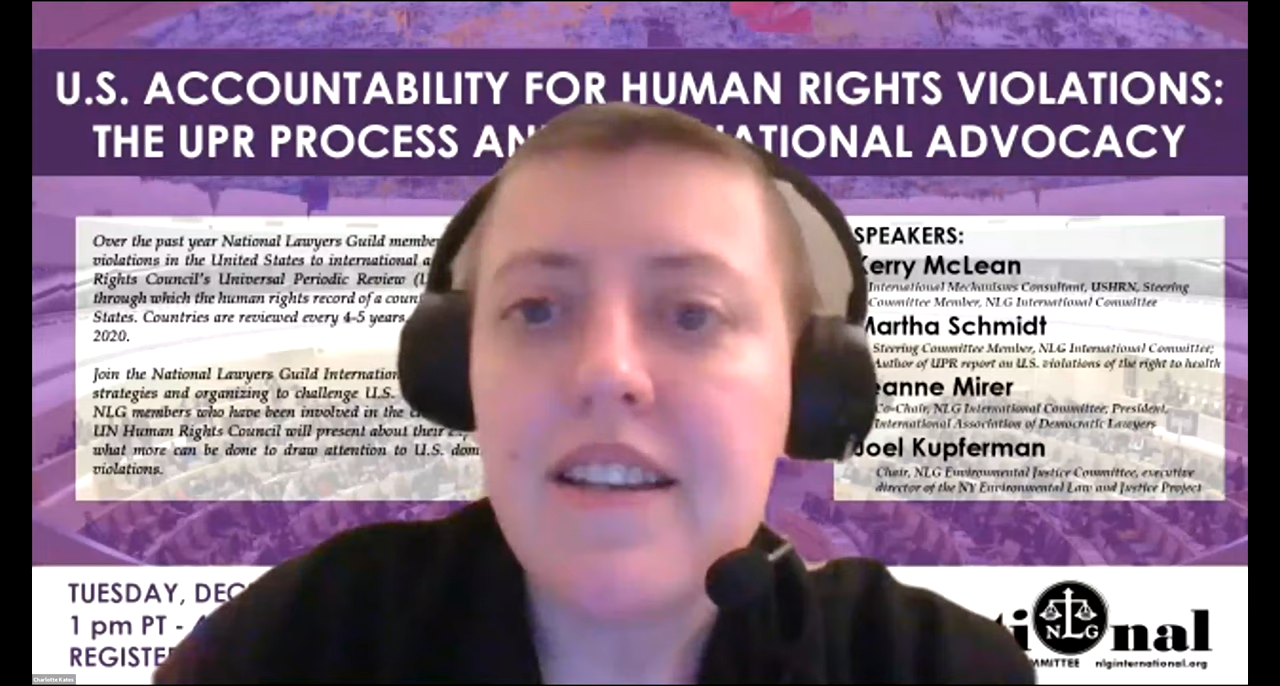 U.S. ACCOUNTABILITY FOR HUMAN RIGHTS VIOLATIONS:
THE UPR PROCESS AN ATIONAL ADVOCACY
Over the past year National Lawyers Guild membe
violations in the United States to international a
Rights Council's Universal Periodic Review (U
through which the human rights record of a coun
States. Countries are reviewed every 4-5 years,
2020.
Join the National Lawyers Guild Internation
strategies and organizing to challenge U.S.
NLG members who have been involved in the
UN Human Rights Council will present about their
what more can be done to draw attention to U.S. dom
violations.
SPEAKERS:
Kerry McLean
International Mechanisms Consultant, USHRN, Steering
Committee Member, NLG International Committee
Martha Schmidt
Steering Committee Member, NLG International Committee;
Author of UPR report on U.S. violations of the right to health
eanne Mirer
Co-Chair, NLG International Committee; President,
International Association of Democratic Lawyers
Joel Kupferman
Chair, NLG Environmental Justice Committee, executive
director of the NY Environmental Law and Justice Project
TUESDAY, DEC
1 pm PT - 4
REGISTE
ti nal
NLG
MMITTEE nlginternational.org
Charlotte Kates